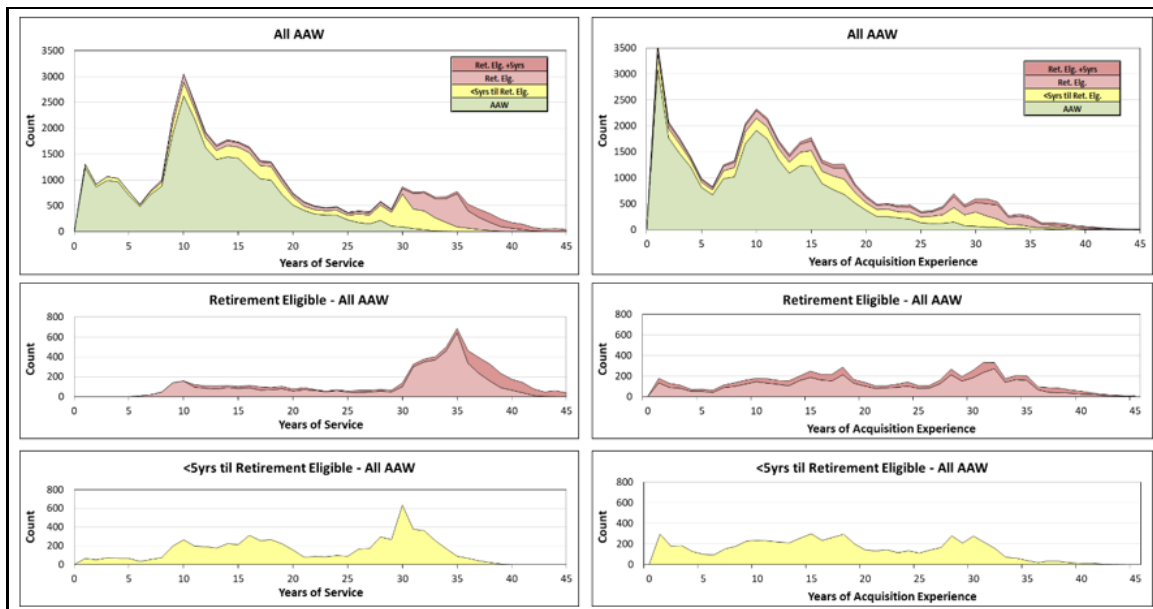 All AAW
3500
3000
2500
2000
1500
1000
500
0
Count
Ret. Elg. +5yrs
Ret. Elg.
<5yrs til Ret. Elg.
AAW
0 5 10 15 20 25 30 35 40 45
Years of Service
All AAW
3500
3000
2500
2000
1500
1000
500
0
Count
Ret. Elg. +5yrs
Ret. Elg.
<5yrs til Ret. Elg.
AAW
0 5 10 15 20 25 30 35 40 45
Years of Acquisition Experience
Retirement Eligible - All AAW
800
600
400
200
0
Count
0 5 10 15 20 25 30 35 40 45
Years of Service
Retirement Eligible - All AAW
800
600
400
200
0
Count
0 5 10 15 20 25 30 35 40 45
Years of Acquisition Experience
<5yrs til Retirement Eligible - All AAW
800
600
400
200
0
Count
0 5 10 15 20 25 30 35 40 45
Years of Service
<5yrs til Retirement Eligible - All AAW
800
600
400
200
0
Count
0 5 10 15 20 25 30 35 40 45
Years of Acquisition Experience